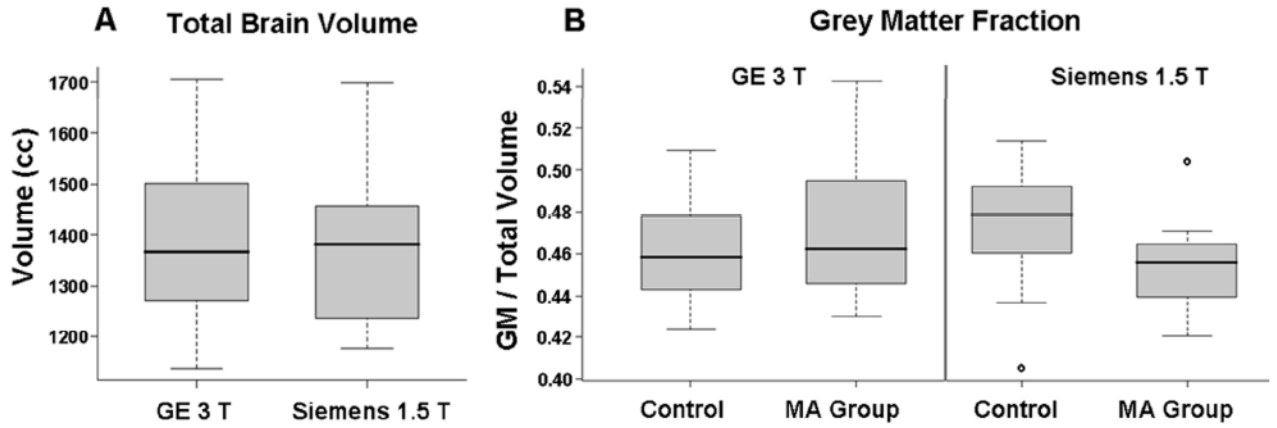 A Total Brain Volume
Volume (cc)
1700
1600
1500
1400
1300
1200
GE 3 T Siemens 1.5 T
B Grey Matter Fraction
GM / Total Volume
GE 3 T Siemens 1.5 T
0.54
0.52
0.50
0.48
0.46
0.44
0.42
0.40
Control MA Group Control MA Group